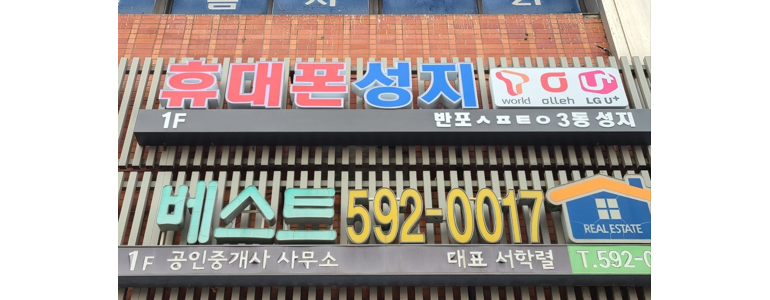 휴대폰성지 T world olleh U+ LG U+
1F 반포ㅅㅍㅌㅇ3동 성지
베스트 592-0017 REAL ESTATE
1F 공인중개사 사무소 대표 서학렬 T.592-0